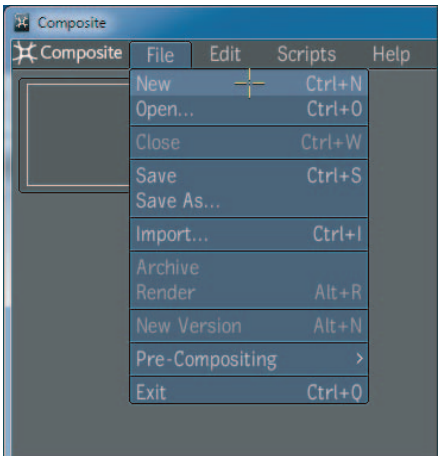 Composite
Composite File Edit Scripts Help
New Ctrl+N
Open... Ctrl+O
Close Ctrl+W
Save Ctrl+S
Save As...
Import... Ctrl+I
Archive
Render Alt+R
New Version Alt+N
Pre-Compositing >
Exit Ctrl+Q